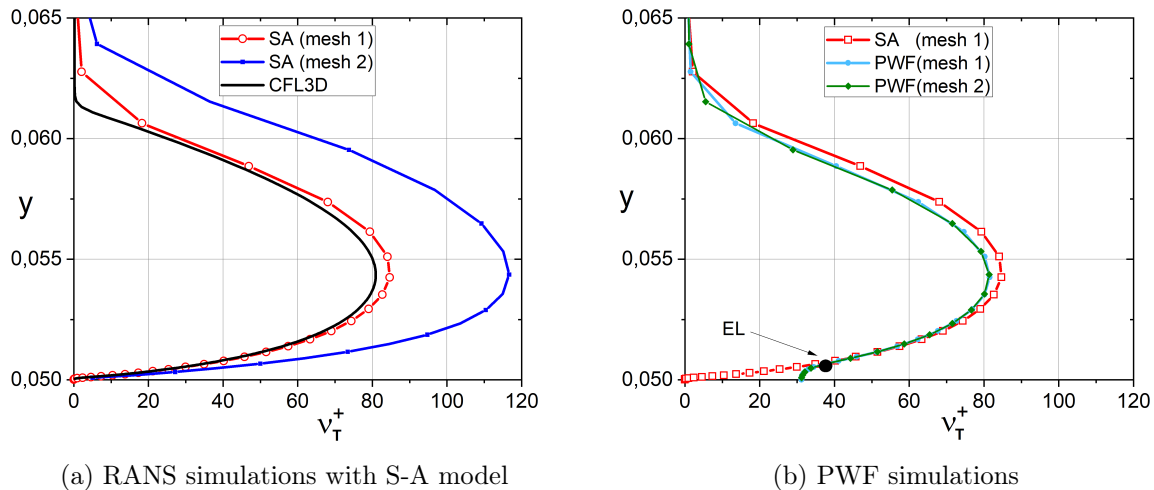 0,065
0,060
0,055
0,050
y
0 20 40 60 80 100 120
ν_T^+
SA (mesh 1)
SA (mesh 2)
CFL3D
(a) RANS simulations with S-A model
0,065
0,060
0,055
0,050
y
0 20 40 60 80 100 120
ν_T^+
SA (mesh 1)
PWF(mesh 1)
PWF(mesh 2)
EL
(b) PWF simulations